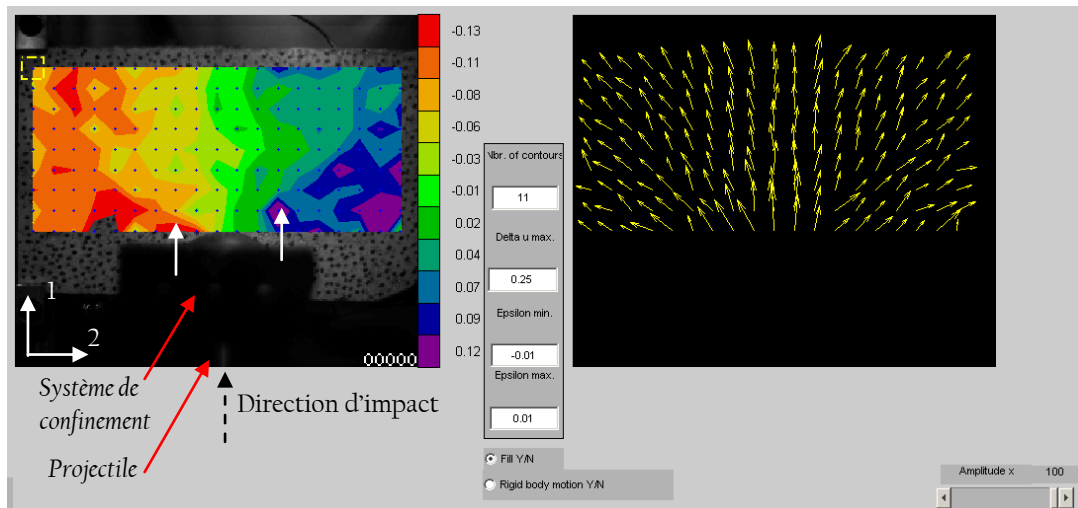 -0.13
-0.11
-0.08
-0.06
-0.03
-0.01
0.02
0.04
0.07
0.09
0.12
1
2
00000
Système de
confinement
Direction d'impact
Projectile
Nbr. of contours
11
Delta u max.
0.25
Epsilon min.
-0.01
Epsilon max.
0.01
Fill Y/N
Rigid body motion Y/N
Amplitude x 100